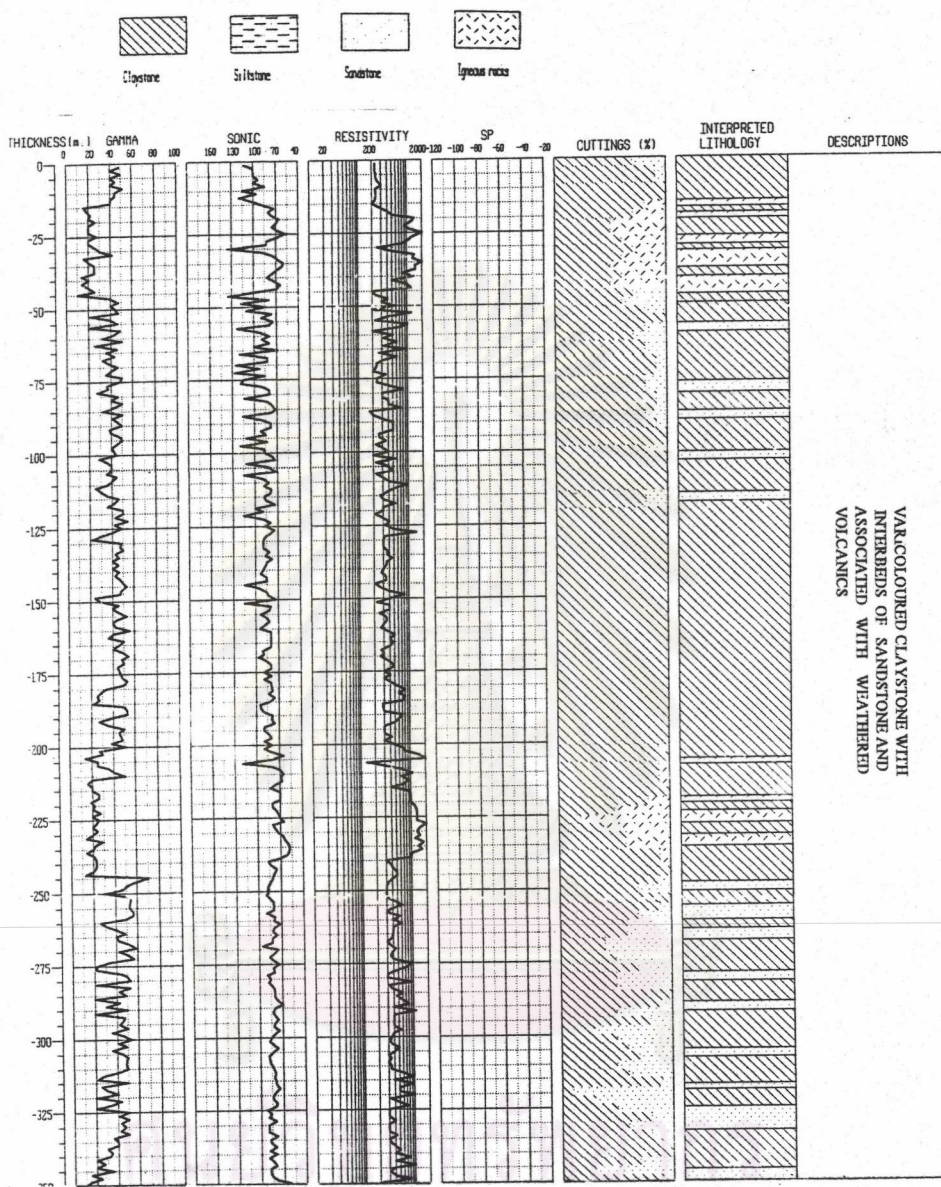 Claystone Siltstone Sandstone Igneous rocks
THICKNESS(m.) GAMMA SONIC RESISTIVITY SP CUTTINGS (%) INTERPRETED LITHOLOGY DESCRIPTIONS
0 20 40 60 80 100 160 130 100 70 40 20 200 2000 -120 -100 -80 -60 -40 -20
0
-25
-50
-75
-100
-125
-150
-175
-200
-225
-250
-275
-300
-325
VARICOLOURED CLAYSTONE WITH
INTERBEDS OF SANDSTONE AND
ASSOCIATED WITH WEATHERED
VOLCANICS